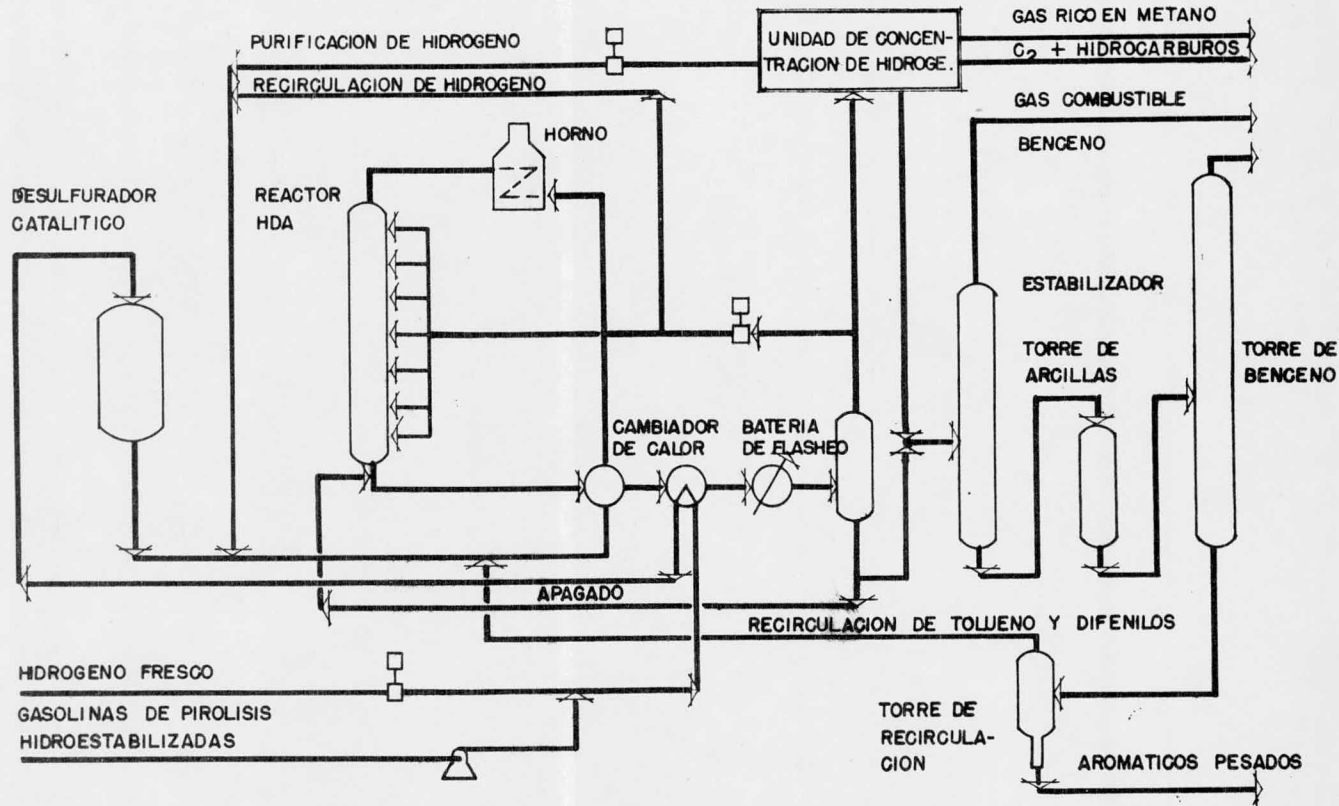 GAS RICO EN METANO
C2 + HIDROCARBUROS
PURIFICACION DE HIDROGENO
UNIDAD DE CONCEN-
TRACION DE HIDROGE.
RECIRCULACION DE HIDROGENO
GAS COMBUSTIBLE
HORNO
BENCENO
DESULFURADOR
CATALITICO
REACTOR
HDA
ESTABILIZADOR
TORRE DE
ARCILLAS
TORRE DE
BENCENO
CAMBIADOR
DE CALOR
BATERIA
DE FLASHEO
APAGADO
RECIRCULACION DE TOLUENO Y DIFENILOS
HIDROGENO FRESCO
GASOLINAS DE PIROLISIS
HIDROESTABILIZADAS
TORRE DE
RECIRCULA-
CION
AROMATICOS PESADOS